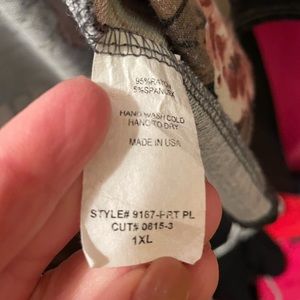 95%RAYON
5%SPANDEX
HAND WASH COLD
HANG TO DRY
MADE IN USA
STYLE# 9167-PRT PL
CUT# 0615-3
1XL